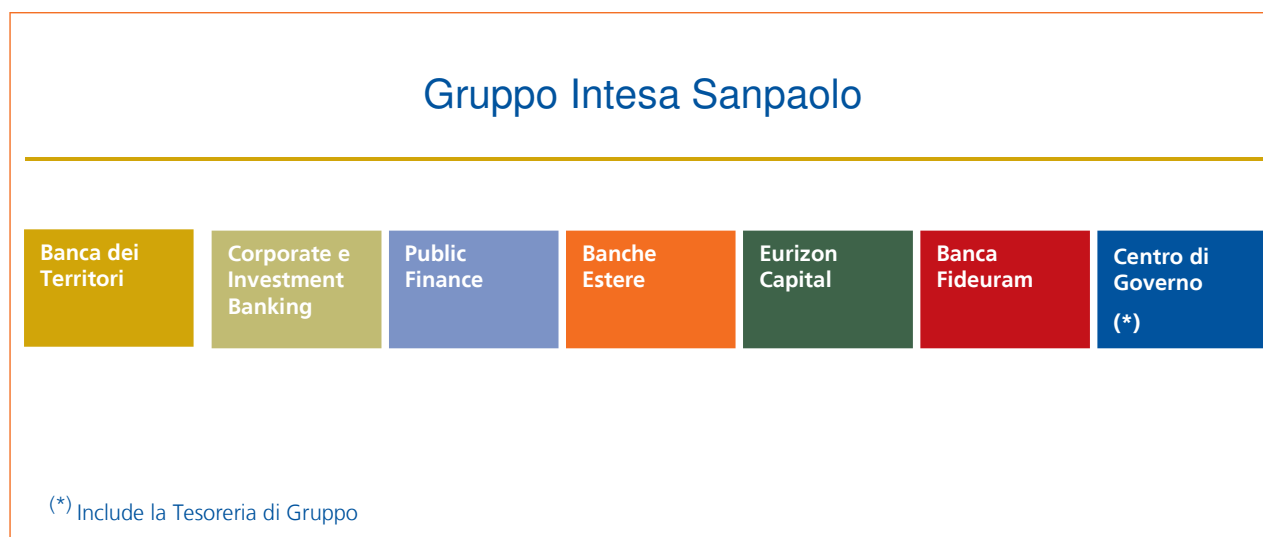 Gruppo Intesa Sanpaolo
Banca dei
Territori
Corporate e
Investment
Banking
Public
Finance
Banche
Estere
Eurizon
Capital
Banca
Fideuram
Centro di
Governo
(*)
(*) Include la Tesoreria di Gruppo